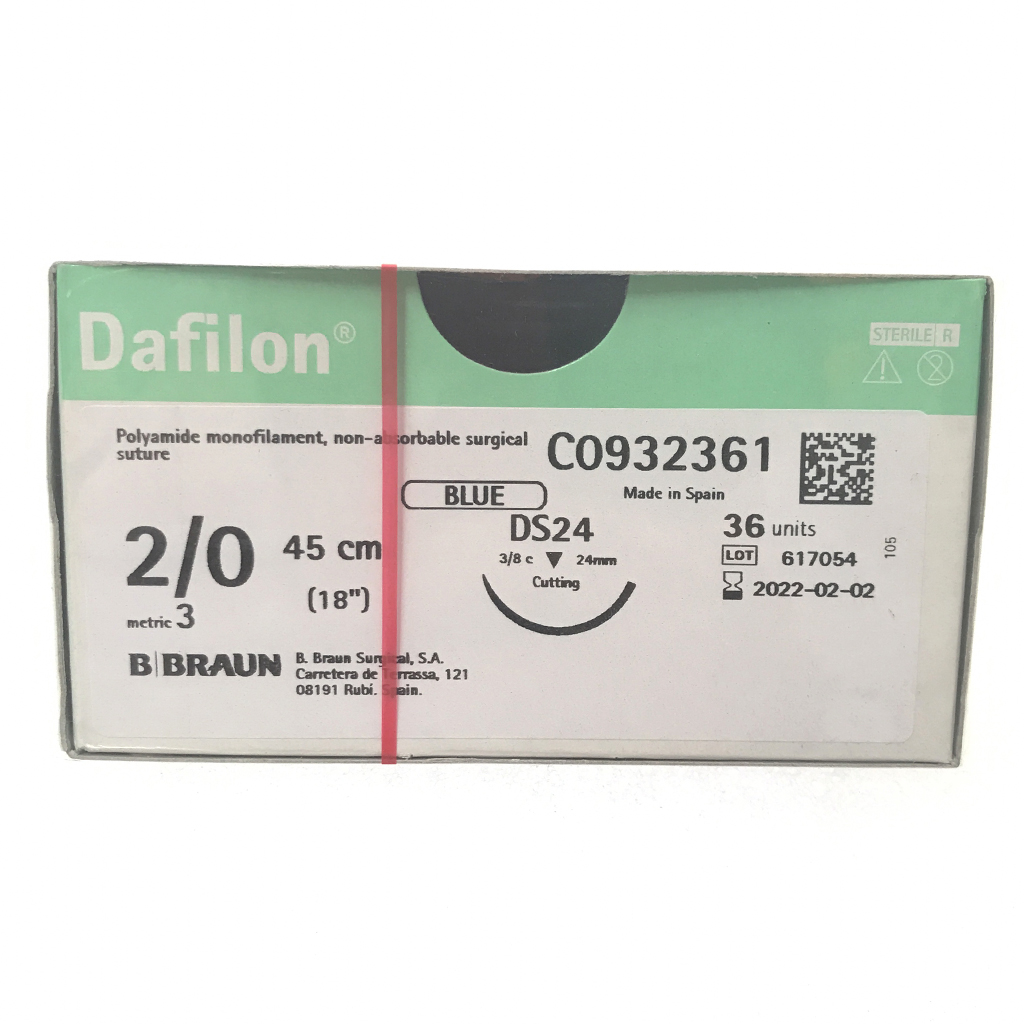 Dafilon®
STERILE R
Polyamide monofilament, non-absorbable surgical
suture
C0932361
BLUE
Made in Spain
2/0
45 cm
(18")
metric 3
DS24
3/8 c 24mm
Cutting
36 units
LOT 617054
2022-02-02
105
B|BRAUN
B. Braun Surgical, S.A.
Carretera de Terrassa, 121
08191 Rubí. Spain.